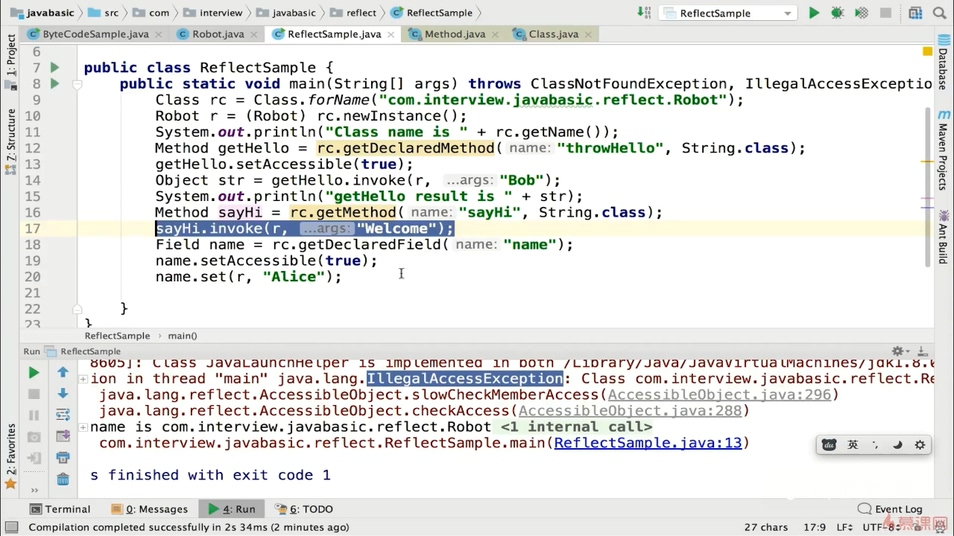 javabasic src com interview javabasic reflect ReflectSample ReflectSample
ByteCodeSample.java Robot.java ReflectSample.java Method.java Class.java
6
7 public class ReflectSample {
8 public static void main(String[] args) throws ClassNotFoundException, IllegalAccessException
9 Class rc = Class.forName("com.interview.javabasic.reflect.Robot");
10 Robot r = (Robot) rc.newInstance();
11 System.out.println("Class name is " + rc.getName());
12 Method getHello = rc.getDeclaredMethod( name: "throwHello", String.class);
13 getHello.setAccessible(true);
14 Object str = getHello.invoke(r, ...args: "Bob");
15 System.out.println("getHello result is " + str);
16 Method sayHi = rc.getMethod( name: "sayHi", String.class);
17 sayHi.invoke(r, ...args: "Welcome");
18 Field name = rc.getDeclaredField( name: "name");
19 name.setAccessible(true);
20 name.set(r, "Alice");
21
22 }
23 }
ReflectSample › main()
Run ReflectSample
8005]: Class JavaLaunchHelper is implemented in both /Library/Java/JavaVirtualMachines/jdk1.8.0
ion in thread "main" java.lang.IllegalAccessException: Class com.interview.javabasic.reflect.Re
java.lang.reflect.AccessibleObject.slowCheckMemberAccess(AccessibleObject.java:296)
java.lang.reflect.AccessibleObject.checkAccess(AccessibleObject.java:288)
name is com.interview.javabasic.reflect.Robot <1 internal call>
com.interview.javabasic.reflect.ReflectSample.main(ReflectSample.java:13)
s finished with exit code 1
Terminal 0: Messages 4: Run 6: TODO Event Log
Compilation completed successfully in 2s 34ms (2 minutes ago) 27 chars 17:9 LF UTF-8
1: Project
Z: Structure
2: Favorites
Database
Maven Projects
Ant Build
英
慕课网